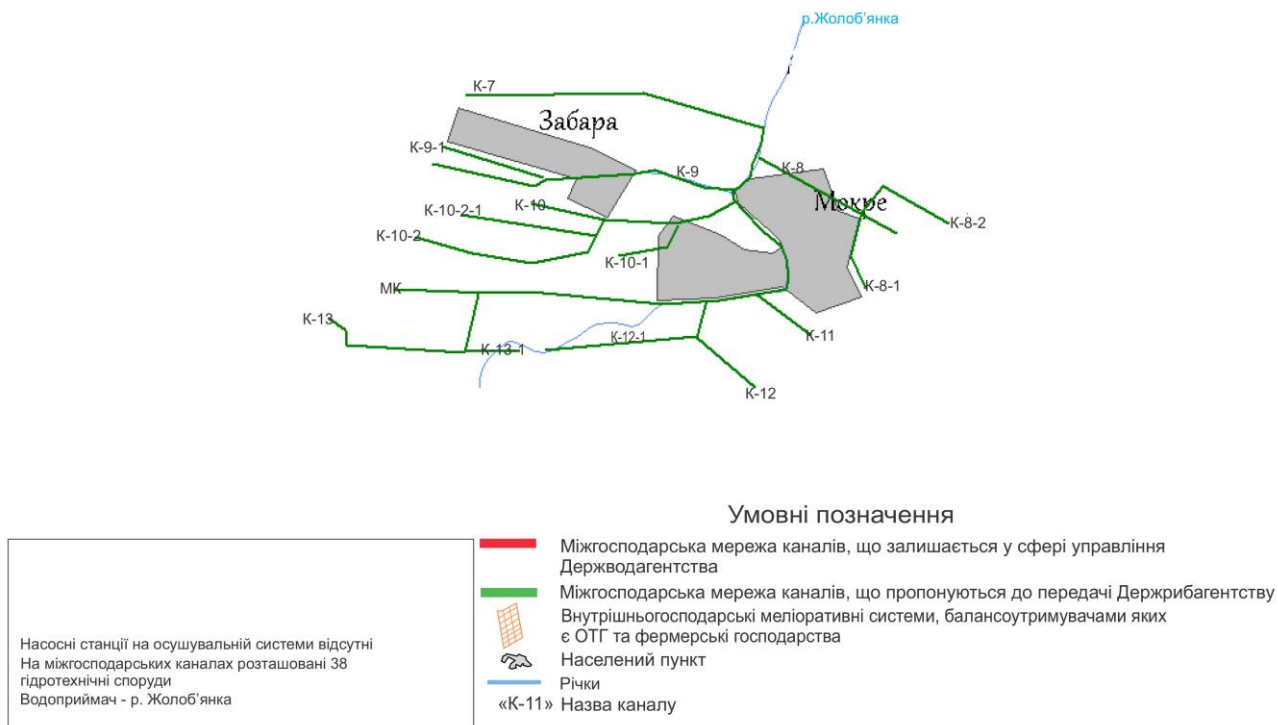 р.Жолоб’янка
К-7
Забара
К-9-1
К-9
К-8
К-10-2-1
К-10
Мокре
К-8-2
К-10-2
К-10-1
К-8-1
МК
К-13
К-13-1
К-12-1
К-11
К-12
Умовні позначення
Міжгосподарська мережа каналів, що залишається у сфері управління
Держводагентства
Міжгосподарська мережа каналів, що пропонуються до передачі Держрибагентству
Внутрішньогосподарські меліоративні системи, балансоутримувачами яких
є ОТГ та фермерські господарства
Населений пункт
Річки
«К-11» Назва каналу
Насосні станції на осушувальній системи відсутні
На міжгосподарських каналах розташовані 38
гідротехнічні споруди
Водоприймач - р. Жолоб’янка